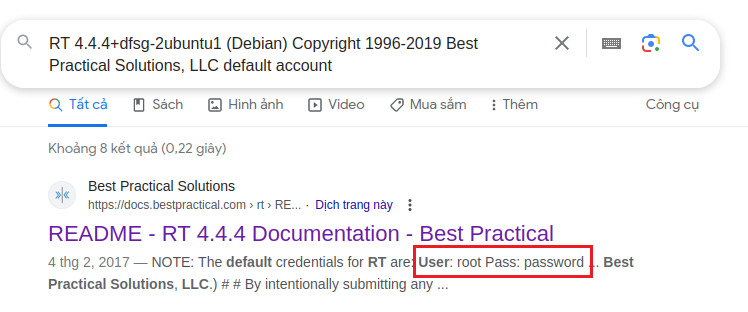 RT 4.4.4+dfsg-2ubuntu1 (Debian) Copyright 1996-2019 Best
Practical Solutions, LLC default account
Tất cả Sách Hình ảnh Video Mua sắm Thêm Công cụ
Khoảng 8 kết quả (0,22 giây)
Best Practical Solutions
https://docs.bestpractical.com › rt › RE... · Dịch trang này
README - RT 4.4.4 Documentation - Best Practical
4 thg 2, 2017 — NOTE: The default credentials for RT are: User: root Pass: password ... Best
Practical Solutions, LLC.) # # By intentionally submitting any ...